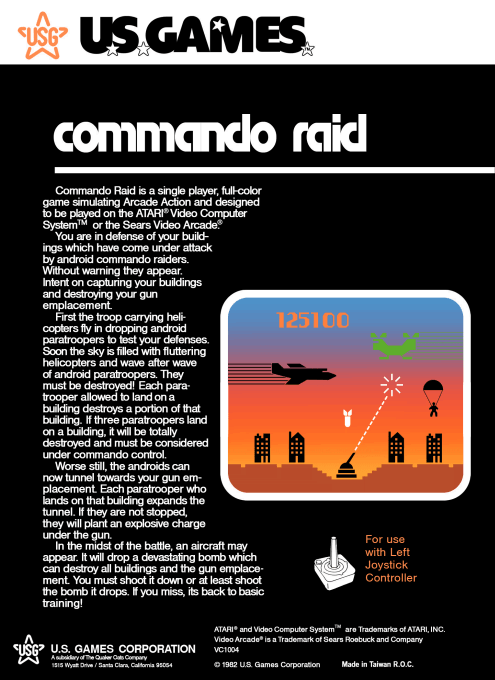 USG
US GAMES
commando raid
Commando Raid is a single player, full-color
game simulating Arcade Action and designed
to be played on the ATARI® Video Computer
System™ or the Sears Video Arcade.®
You are in defense of your build-
ings which have come under attack
by android commando raiders.
Without warning they appear.
Intent on capturing your buildings
and destroying your gun
emplacement.
First the troop carrying heli-
copters fly in dropping android
paratroopers to test your defenses.
Soon the sky is filled with fluttering
helicopters and wave after wave
of android paratroopers. They
must be destroyed! Each para-
trooper allowed to land on a
building destroys a portion of that
building. If three paratroopers land
on a building, it will be totally
destroyed and must be considered
under commando control.
Worse still, the androids can
now tunnel towards your gun em-
placement. Each paratrooper who
lands on that building expands the
tunnel. If they are not stopped,
they will plant an explosive charge
under the gun.
In the midst of the battle, an aircraft may
appear. It will drop a devastating bomb which
can destroy all buildings and the gun emplace-
ment. You must shoot it down or at least shoot
the bomb it drops. If you miss, its back to basic
training!
125100
For use
with Left
Joystick
Controller
USG
U.S. GAMES CORPORATION
A subsidiary of The Quaker Oats Company
1515 Wyatt Drive / Santa Clara, California 95054
ATARI® and Video Computer System™ are Trademarks of ATARI, INC.
Video Arcade® is a Trademark of Sears Roebuck and Company
VC1004
© 1982 U.S. Games Corporation
Made in Taiwan R.O.C.